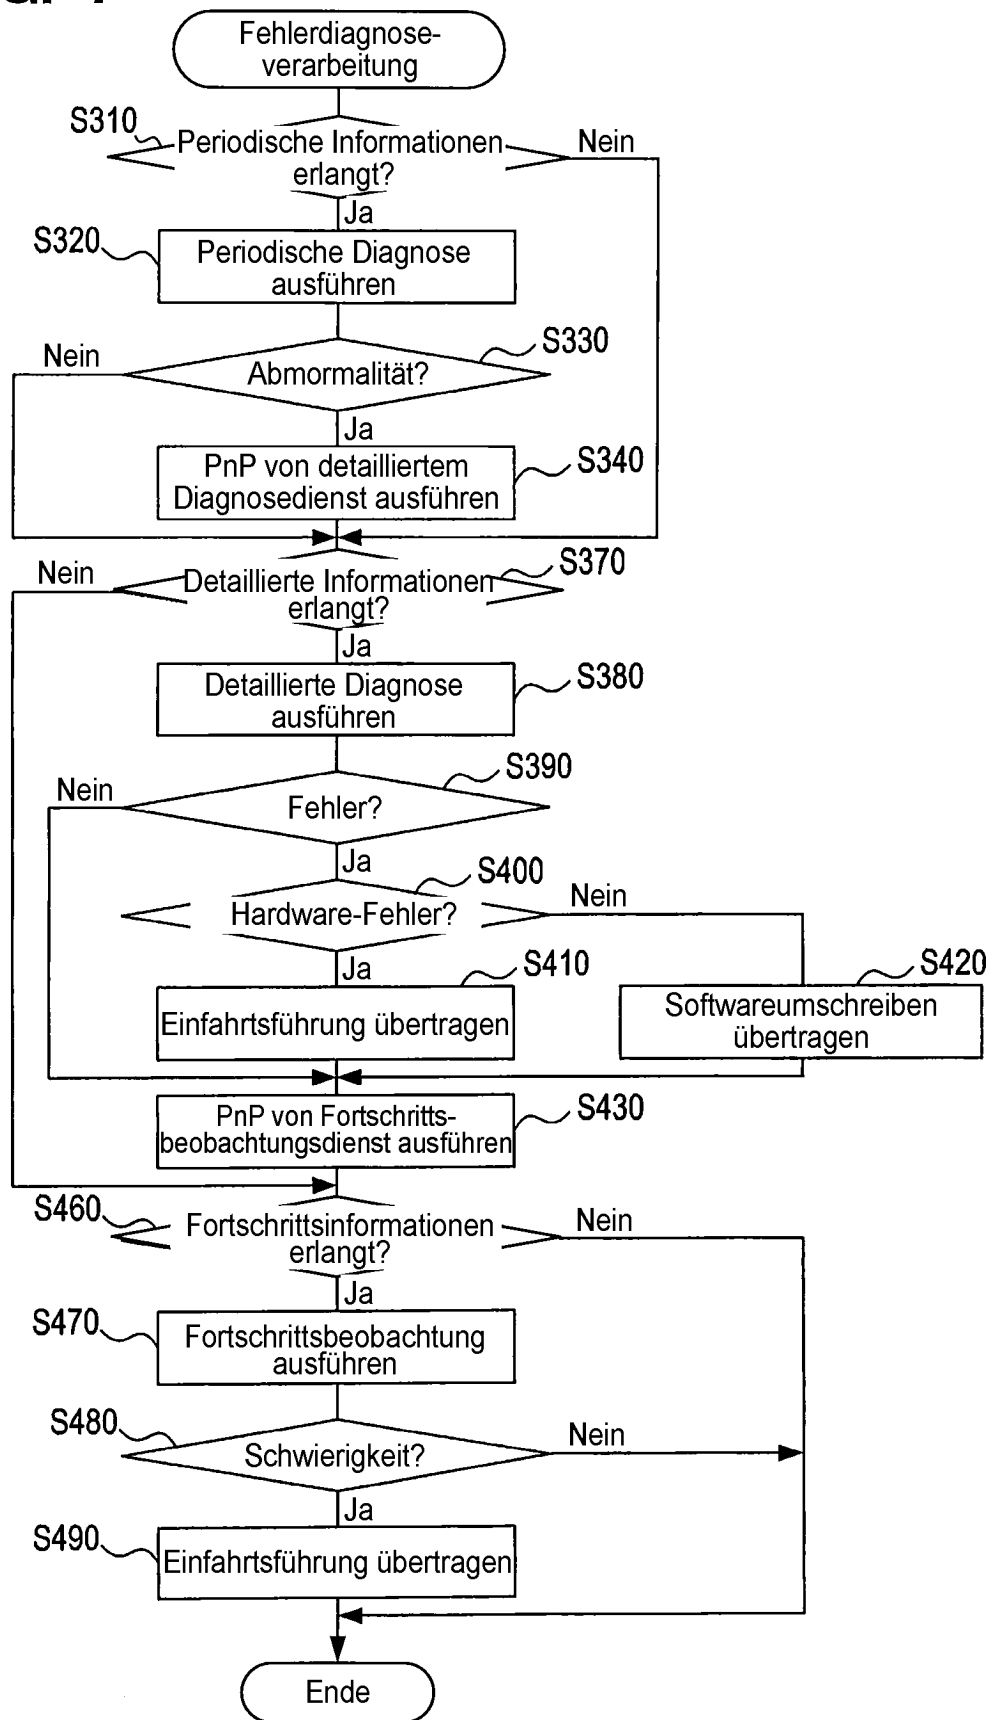 Fehlerdiagnose-
verarbeitung
S310
Periodische Informationen
erlangt?
Nein
Ja
S320
Periodische Diagnose
ausführen
S330
Nein
Abmormalität?
Ja
S340
PnP von detailliertem
Diagnosedienst ausführen
S370
Nein
Detaillierte Informationen
erlangt?
Ja
S380
Detaillierte Diagnose
ausführen
S390
Nein
Fehler?
Ja
S400
Hardware-Fehler?
Nein
Ja
S410
Einfahrtsführung übertragen
S420
Softwareumschreiben
übertragen
S430
PnP von Fortschritts-
beobachtungsdienst ausführen
S460
Fortschrittsinformationen
erlangt?
Nein
Ja
S470
Fortschrittsbeobachtung
ausführen
S480
Schwierigkeit?
Nein
Ja
S490
Einfahrtsführung übertragen
Ende